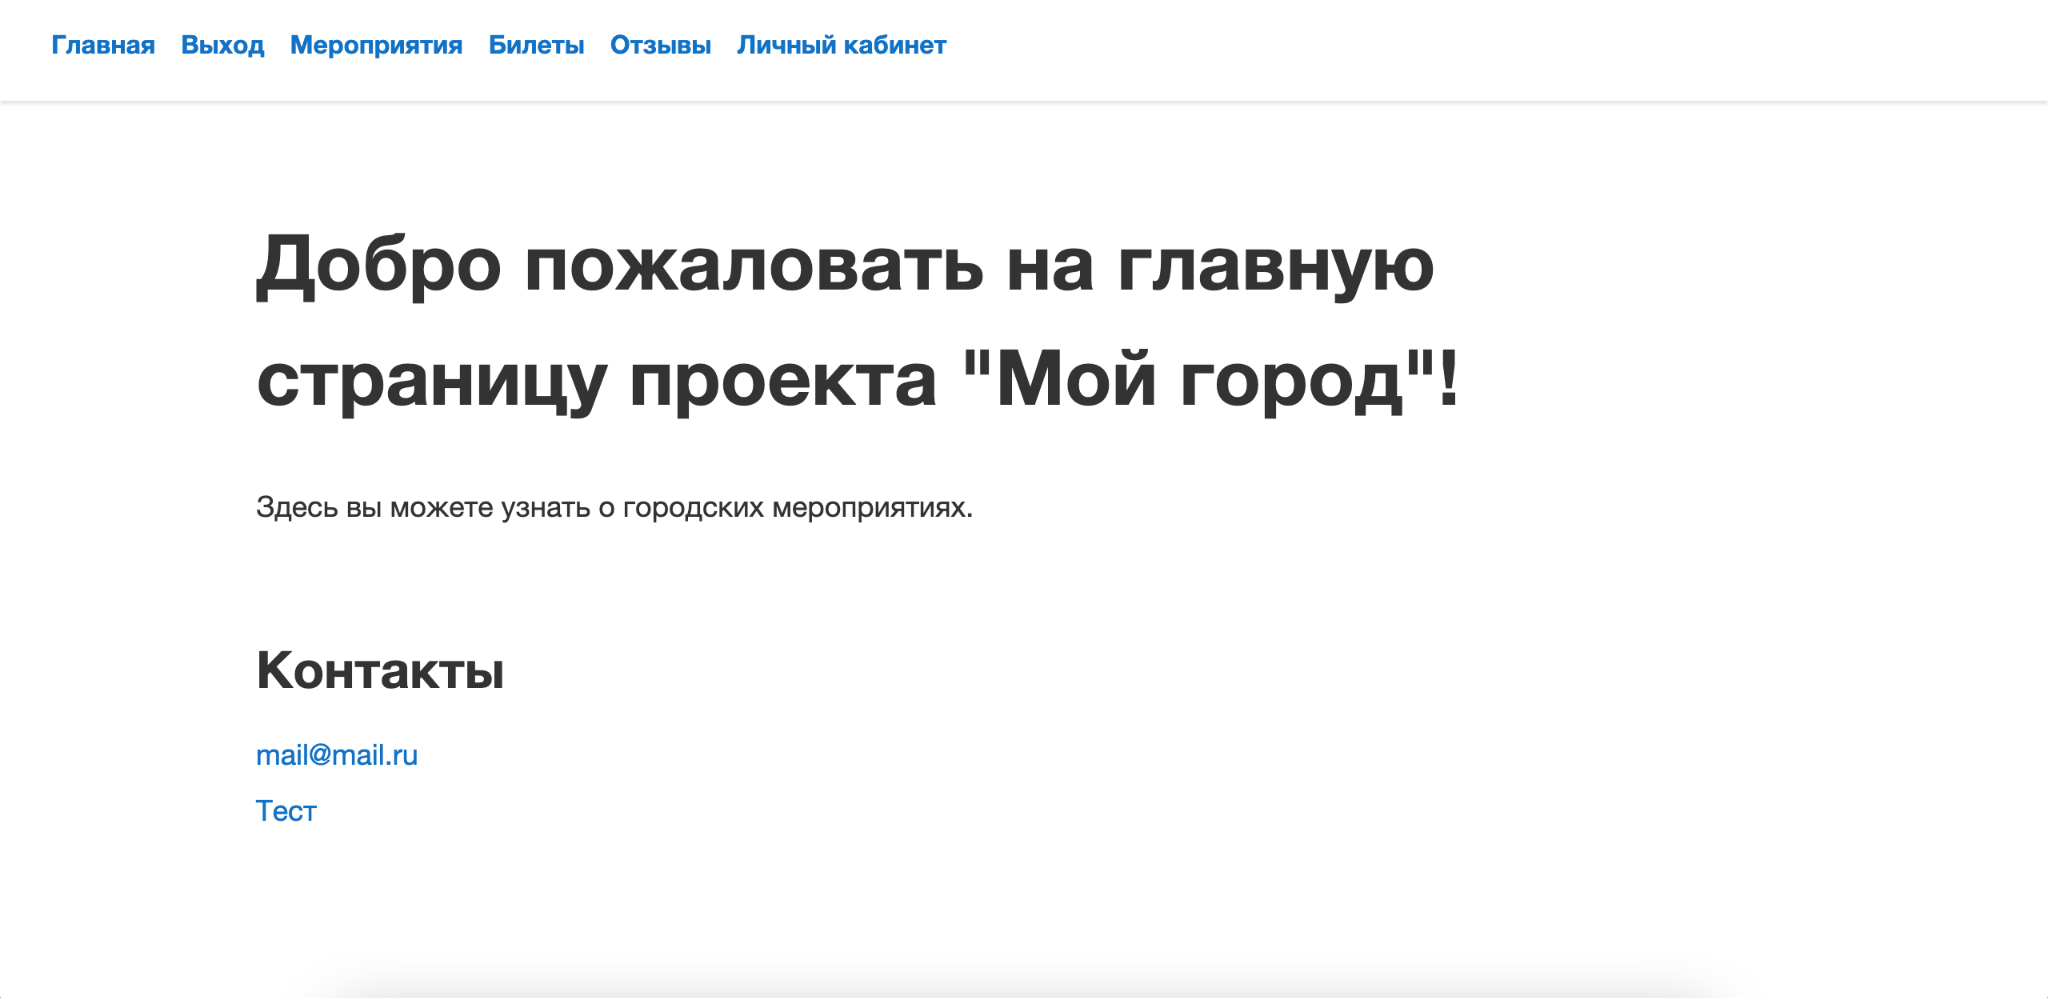 Главная Выход Мероприятия Билеты Отзывы Личный кабинет
Добро пожаловать на главную
страницу проекта "Мой город"!
Здесь вы можете узнать о городских мероприятиях.
Контакты
mail@mail.ru
Тест